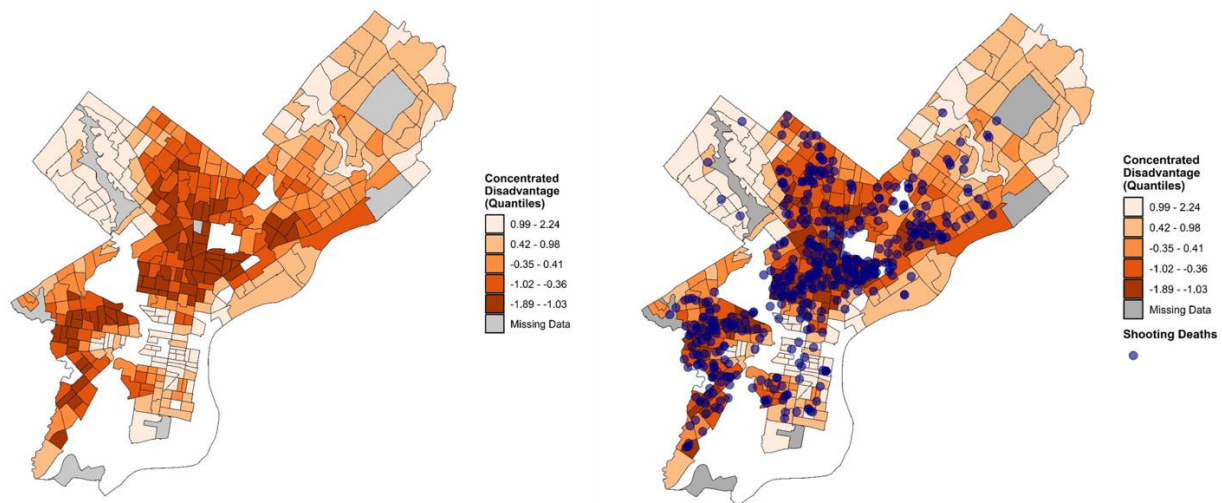 Concentrated
Disadvantage
(Quantiles)
0.99 - 2.24
0.42 - 0.98
-0.35 - 0.41
-1.02 - -0.36
-1.89 - -1.03
Missing Data
Concentrated
Disadvantage
(Quantiles)
0.99 - 2.24
0.42 - 0.98
-0.35 - 0.41
-1.02 - -0.36
-1.89 - -1.03
Missing Data
Shooting Deaths